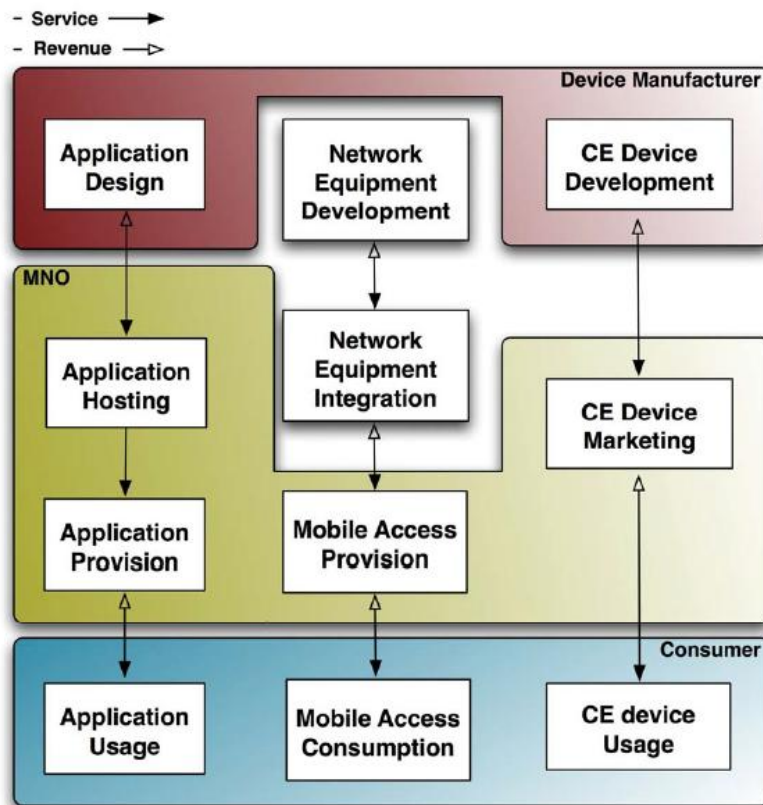 - Service
- Revenue
Device Manufacturer
Application
Design
Network
Equipment
Development
CE Device
Development
MNO
Application
Hosting
Network
Equipment
Integration
CE Device
Marketing
Application
Provision
Mobile Access
Provision
Consumer
Application
Usage
Mobile Access
Consumption
CE device
Usage